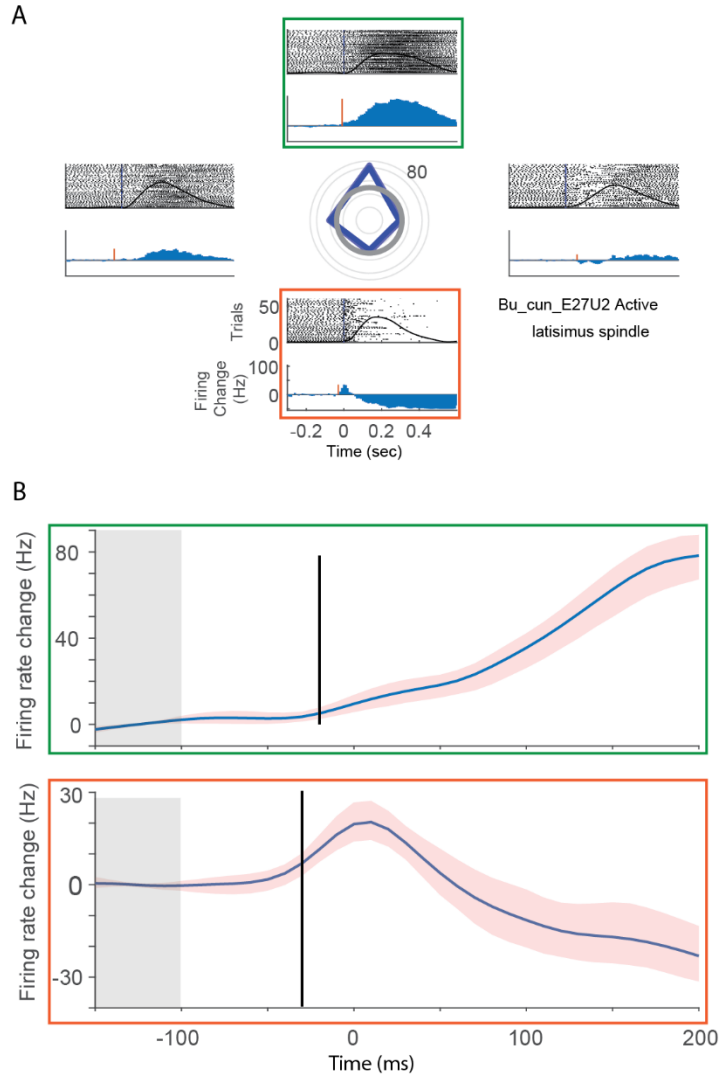 A
80
Trials
50
0
Firing
Change
(Hz)
100
0
-0.2 0 0.2 0.4
Time (sec)
Bu_cun_E27U2 Active
latisimus spindle
B
Firing rate change (Hz)
80
40
0
Firing rate change (Hz)
30
0
-30
-100 0 100 200
Time (ms)